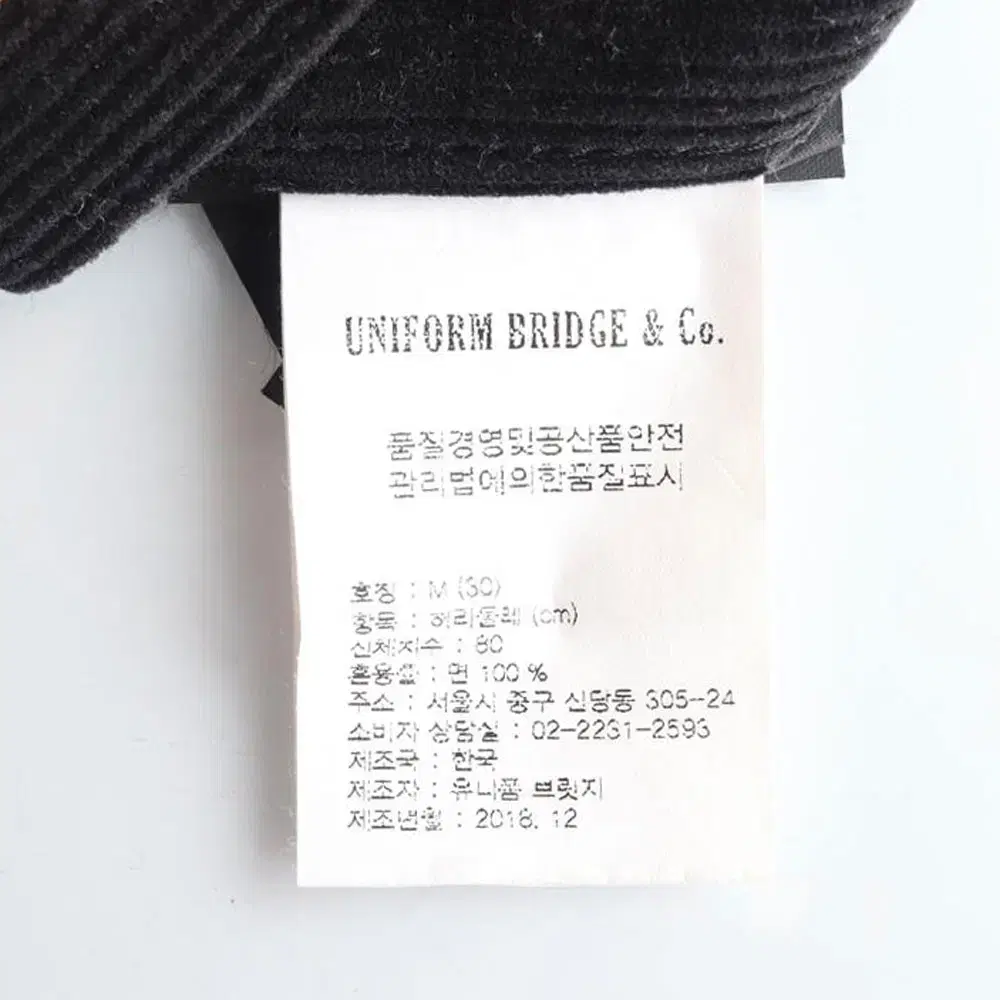 UNIFORM BRIDGE & Co.
품질경영및공산품안전
관리법에의한품질표시
호칭 : M (30)
항목 : 허리둘레 (cm)
신체치수 : 80
혼용율 : 면 100 %
주소 : 서울시 중구 신당동 305-24
소비자 상담실 : 02-2231-2593
제조국 : 한국
제조자 : 유니폼 브릿지
제조년월 : 2018. 12